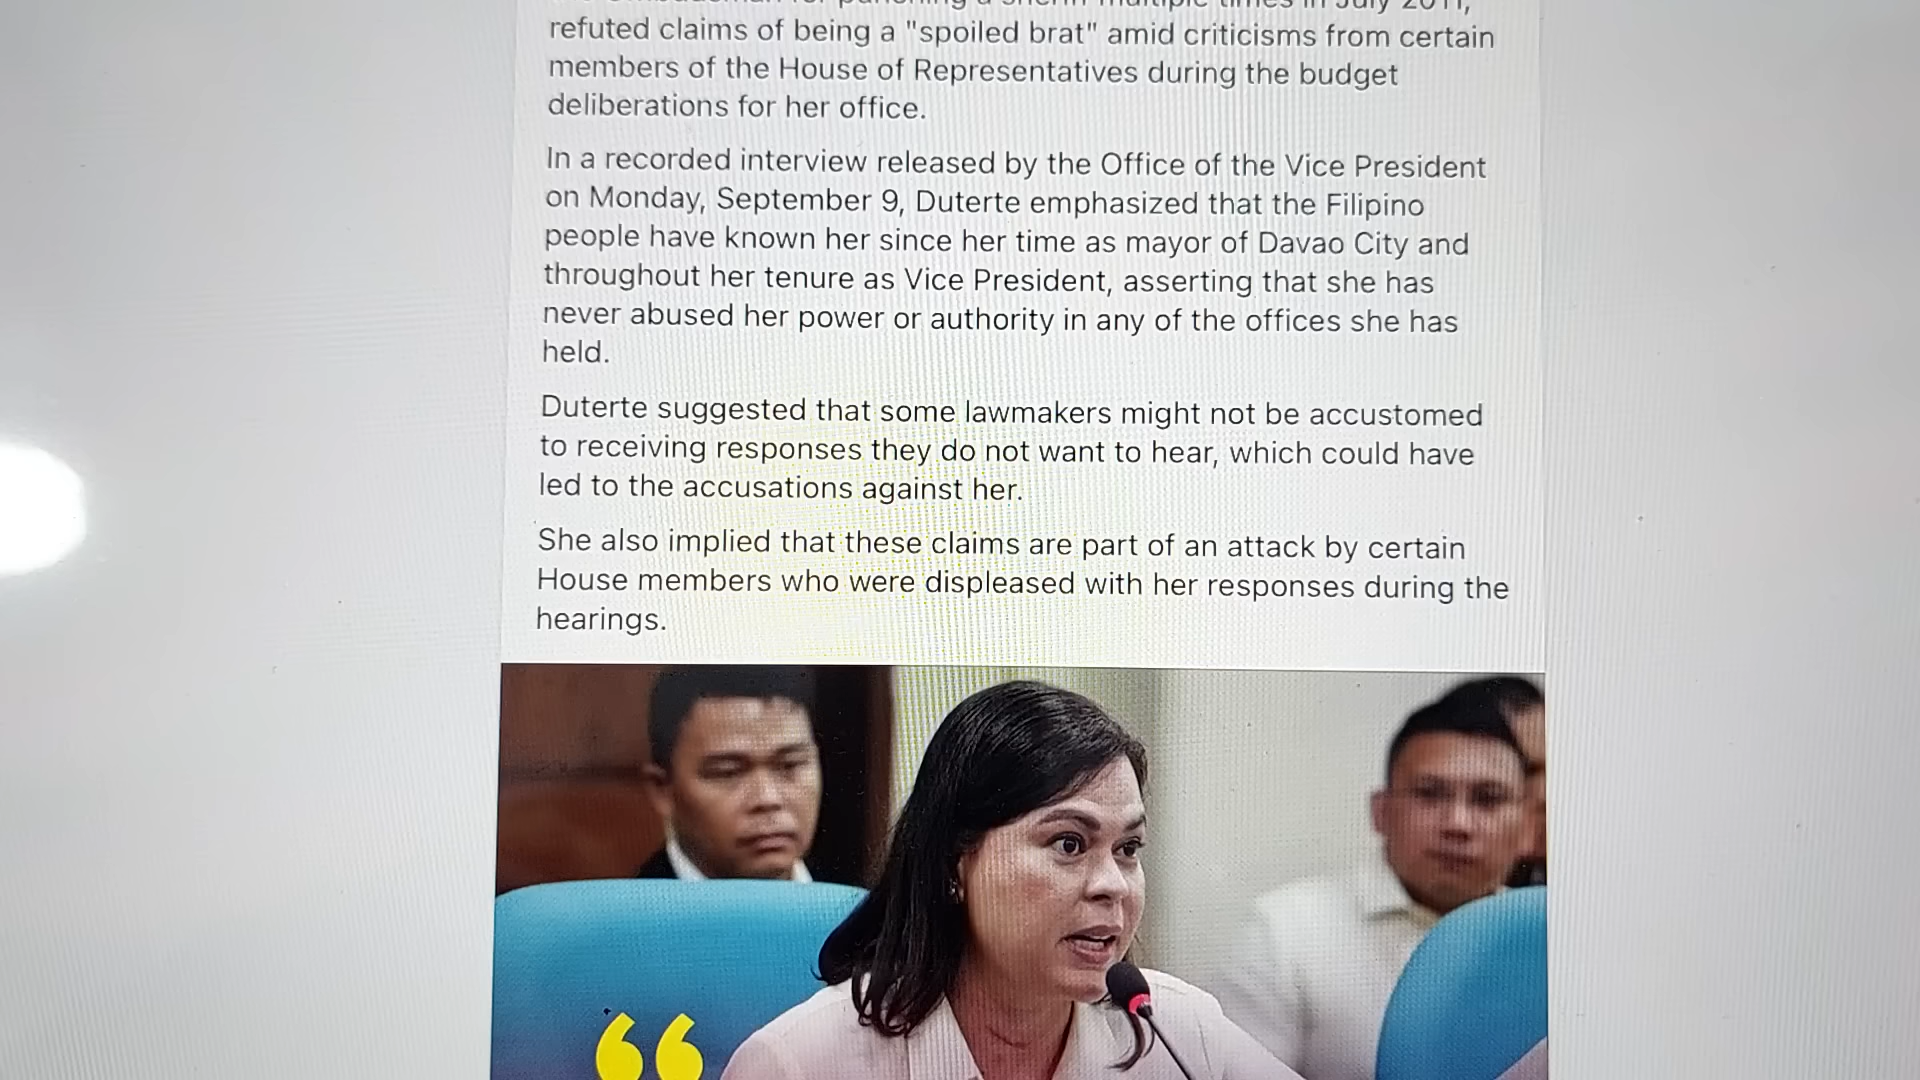 refuted claims of being a "spoiled brat" amid criticisms from certain
members of the House of Representatives during the budget
deliberations for her office.
In a recorded interview released by the Office of the Vice President
on Monday, September 9, Duterte emphasized that the Filipino
people have known her since her time as mayor of Davao City and
throughout her tenure as Vice President, asserting that she has
never abused her power or authority in any of the offices she has
held.
Duterte suggested that some lawmakers might not be accustomed
to receiving responses they do not want to hear, which could have
led to the accusations against her.
She also implied that these claims are part of an attack by certain
House members who were displeased with her responses during the
hearings.
“